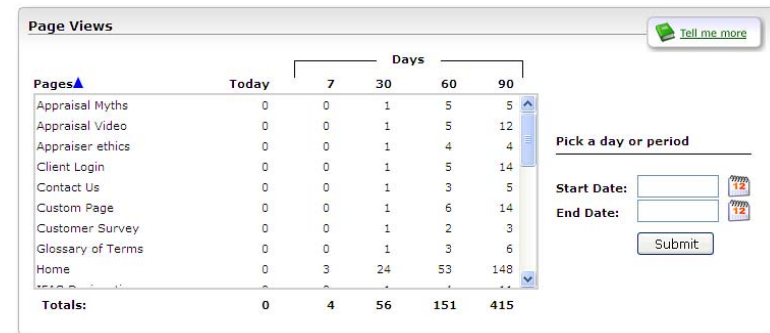 Page Views
Tell me more
Days
Pages Today 7 30 60 90
Appraisal Myths 0 0 1 5 5
Appraisal Video 0 0 1 5 12
Appraiser ethics 0 0 1 4 4
Client Login 0 0 1 5 14
Contact Us 0 0 1 3 5
Custom Page 0 0 1 6 14
Customer Survey 0 0 1 2 3
Glossary of Terms 0 0 1 3 6
Home 0 3 24 53 148
Totals: 0 4 56 151 415
Pick a day or period
Start Date: 12
End Date: 12
Submit